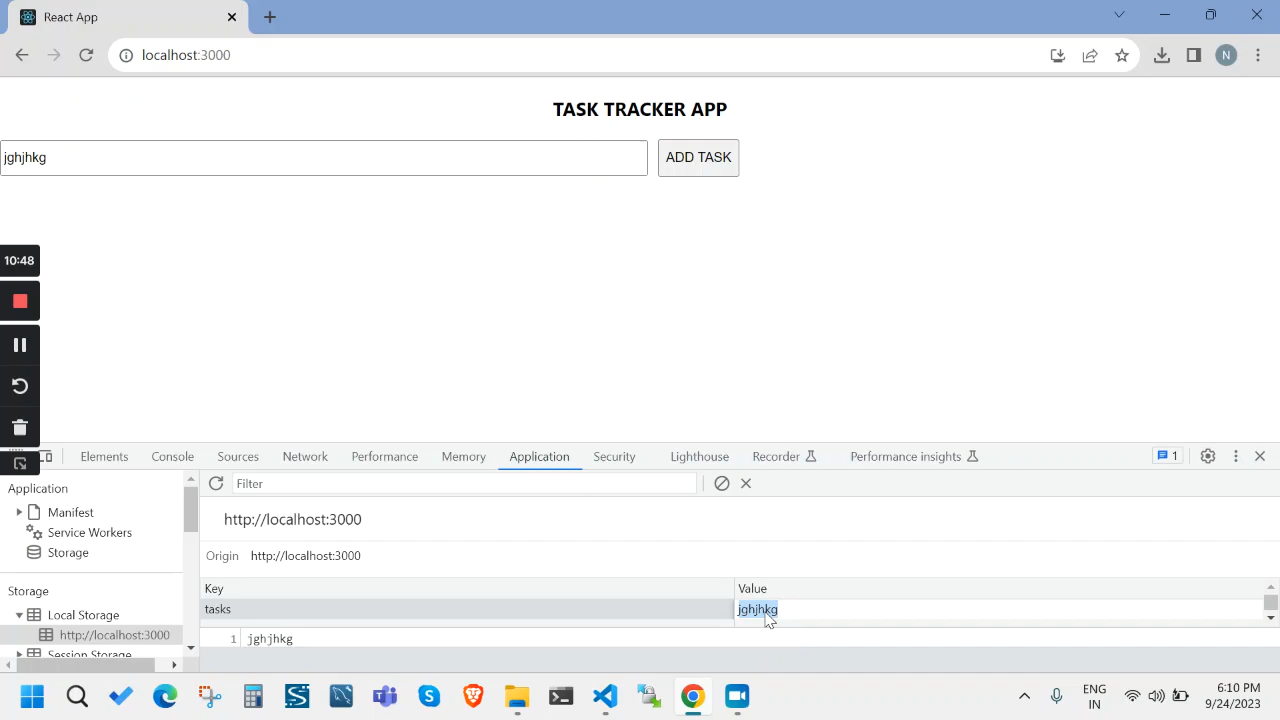 React App
localhost:3000
N
TASK TRACKER APP
jghjhkg
ADD TASK
10:48
Elements Console Sources Network Performance Memory Application Security Lighthouse Recorder Performance insights 1
Application
Manifest
Service Workers
Storage
Storage
Local Storage
http://localhost:3000
Session Storage
Filter
http://localhost:3000
Origin http://localhost:3000
Key Value
tasks jghjhkg
1 jghjhkg
ENG
IN
6:10 PM
9/24/2023